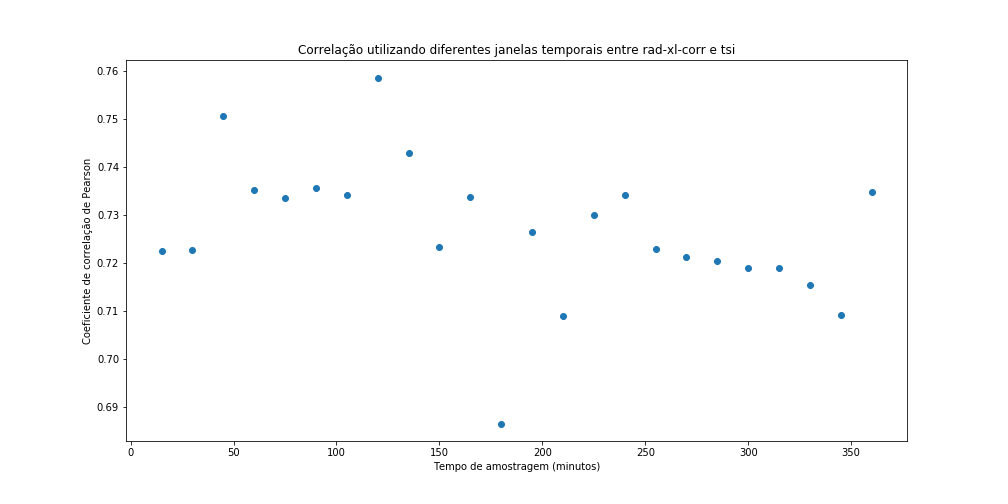 Correlação utilizando diferentes janelas temporais entre rad-xl-corr e tsi
0.76
0.75
0.74
0.73
0.72
0.71
0.70
0.69
Coeficiente de correlação de Pearson
0 50 100 150 200 250 300 350
Tempo de amostragem (minutos)